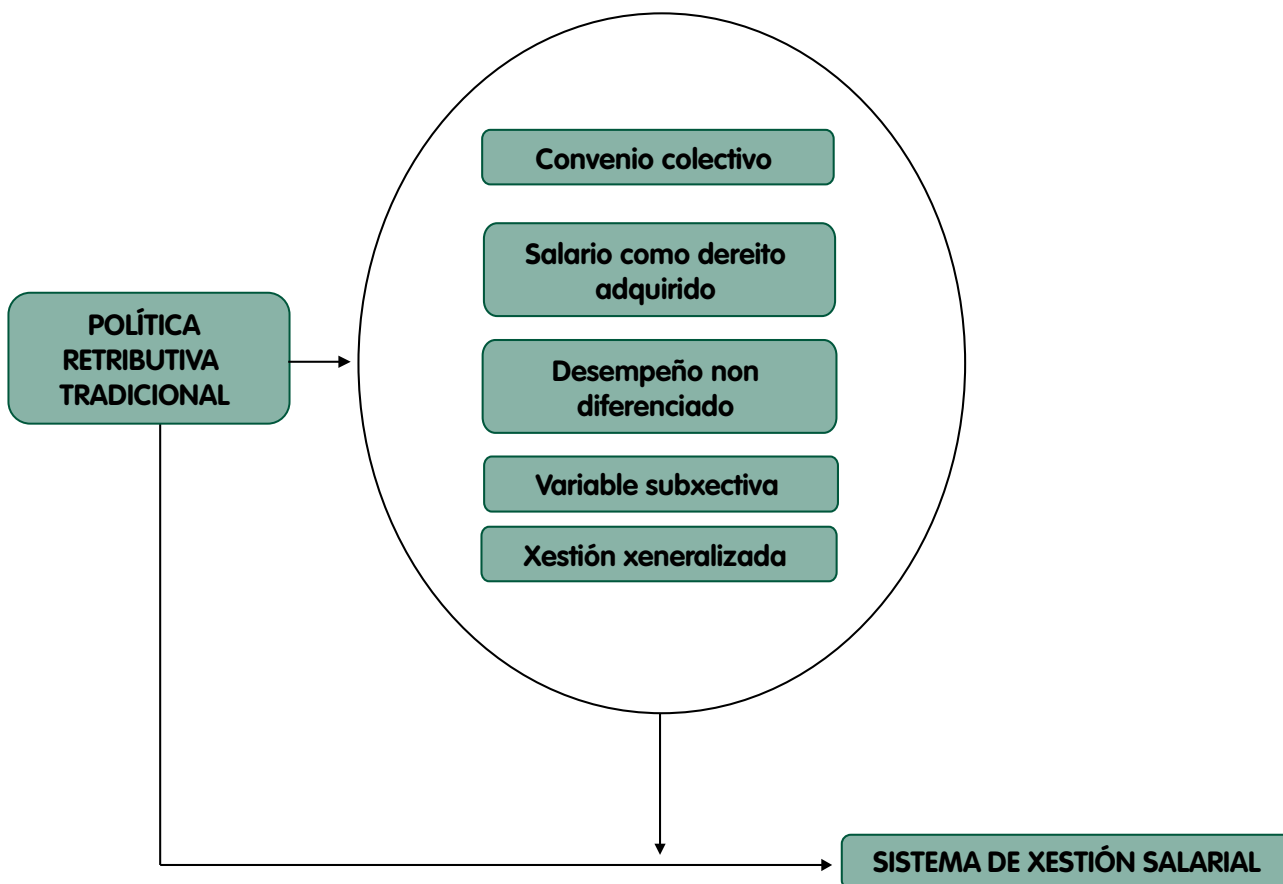 POLÍTICA
RETRIBUTIVA
TRADICIONAL
Convenio colectivo
Salario como dereito
adquirido
Desempeño non
diferenciado
Variable subxectiva
Xestión xeneralizada
SISTEMA DE XESTIÓN SALARIAL